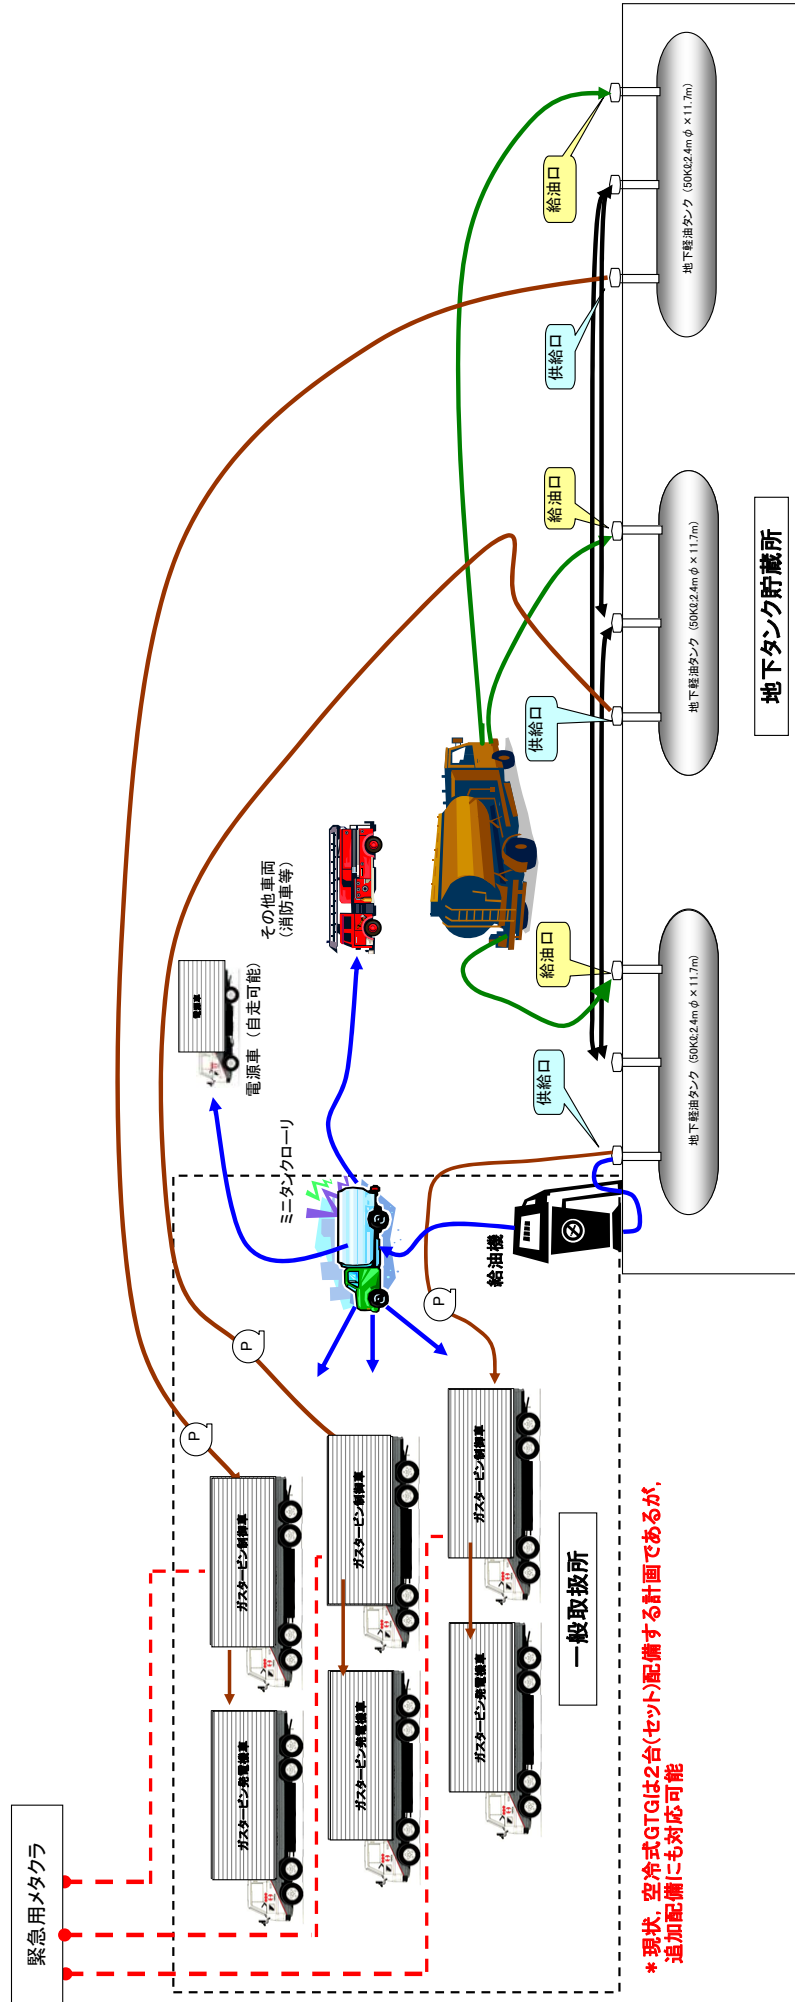 緊急用メタクラ
ガスタービン発電機車
ガスタービン制御車
P
ガスタービン発電機車
ガスタービン制御車
P
ガスタービン発電機車
ガスタービン制御車
P
一般取扱所
ミニタンクローリ
電源車
電源車（自走可能）
その他車両
（消防車等）
給油機
供給口
給油口
供給口
給油口
供給口
給油口
地下軽油タンク（50Kℓ;2.4mφ×11.7m）
地下軽油タンク（50Kℓ;2.4mφ×11.7m）
地下軽油タンク（50Kℓ;2.4mφ×11.7m）
地下タンク貯蔵所
＊現状，空冷式GTGは2台(セット)配備する計画であるが，
追加配備にも対応可能